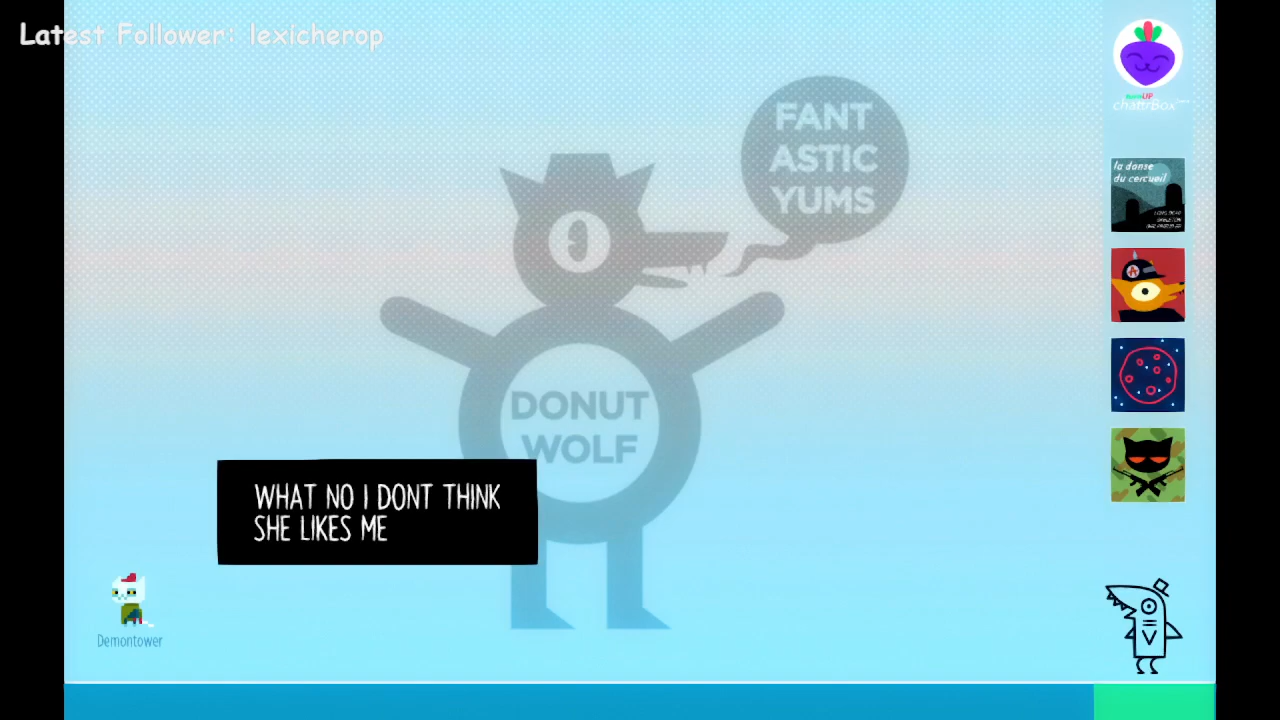 Latest Follower: lexicherop
FANT
ASTIC
YUMS
chattrBox
la danse
du cercueil
DONUT
WOLF
WHAT NO I DONT THINK
SHE LIKES ME
Demontower